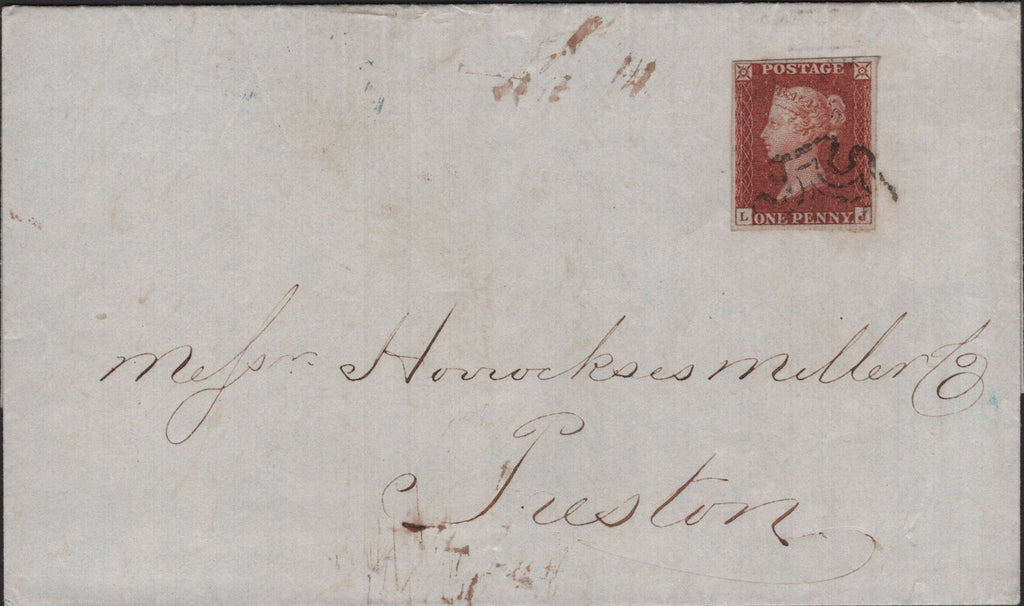 POSTAGE
L ONE PENNY J
Messrs. Horrockses Miller & Co
Preston